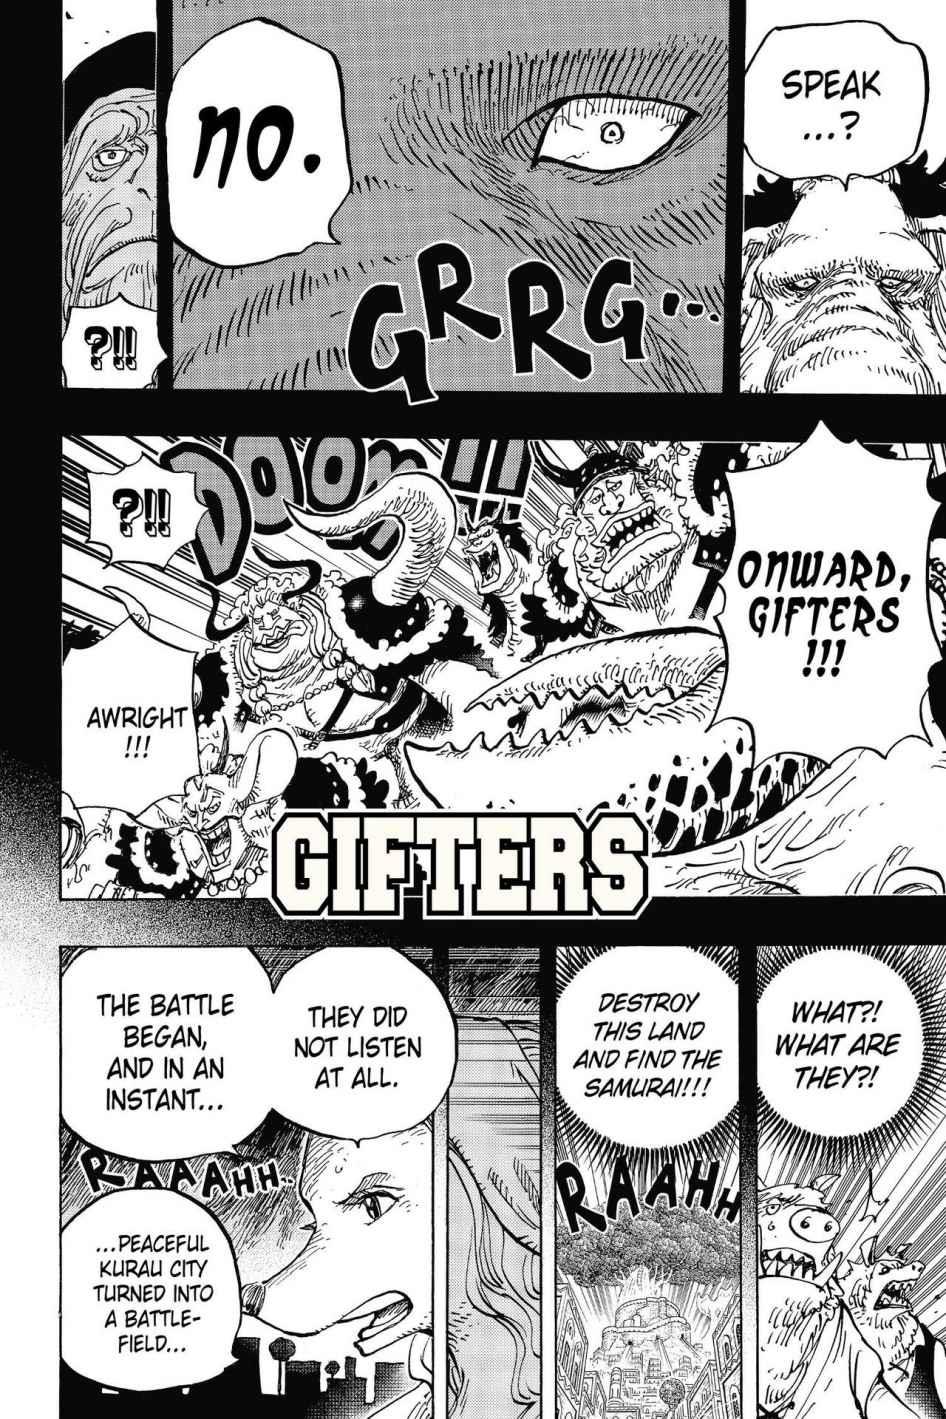 SPEAK
...?
NO.
GRRG...
?!!
ONWARD,
GIFTERS
!!!
DOOM!!
?!!
AWRIGHT
!!!
GIFTERS
WHAT?!
WHAT ARE
THEY?!
DESTROY
THIS LAND
AND FIND THE
SAMURAI!!!
RAAHH
THEY DID
NOT LISTEN
AT ALL.
THE BATTLE
BEGAN,
AND IN AN
INSTANT...
RAAAHH..
...PEACEFUL
KURAU CITY
TURNED INTO
A BATTLE-
FIELD...